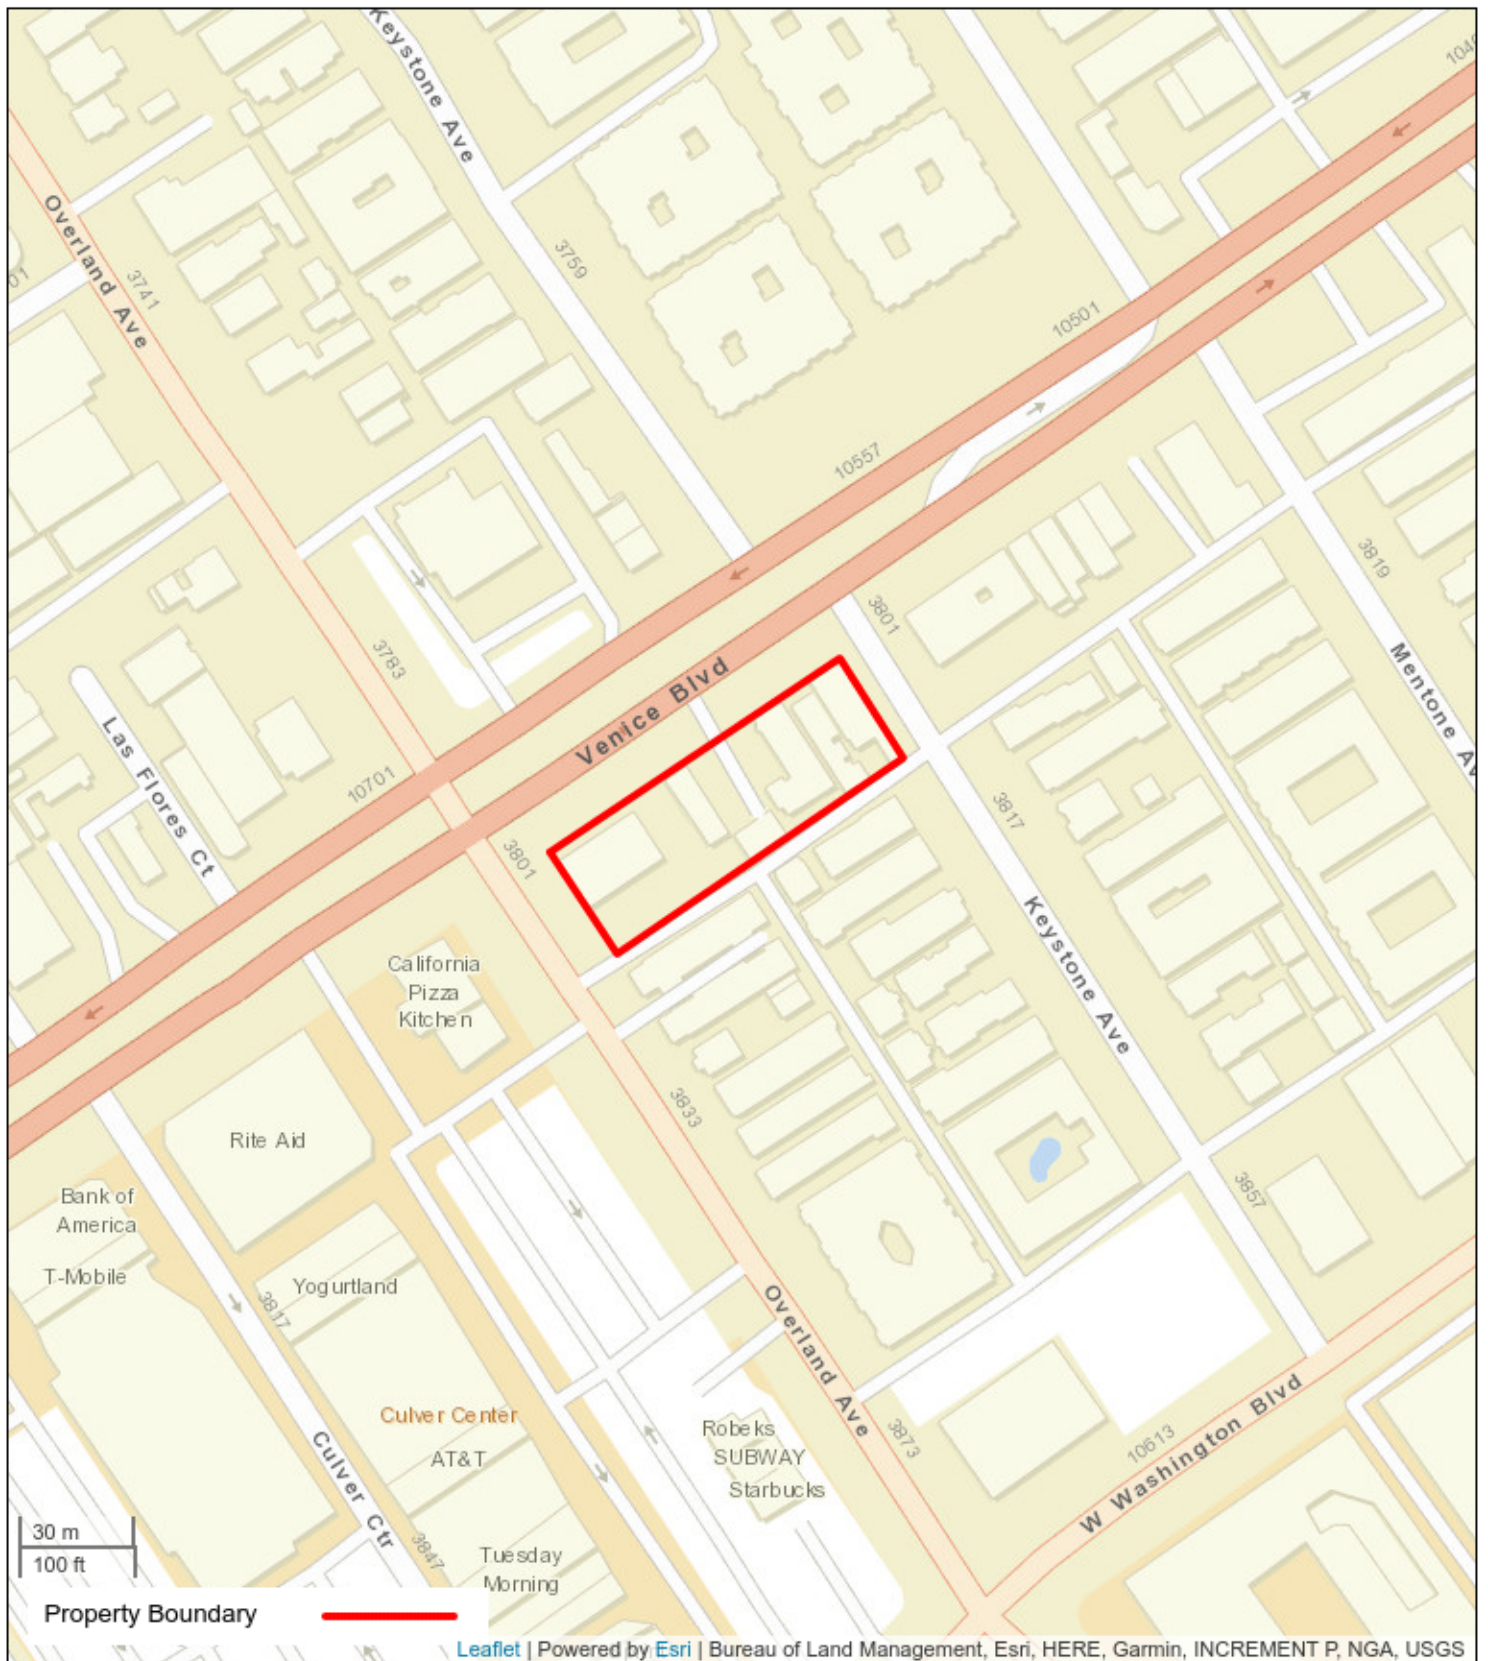 Keystone Ave
1040
Overland Ave
3741
3759
01
10501
10557
3801
3819
3783
Venice Blvd
Mentone Av
Las Flores Ct
10701
3801
3817
California
Pizza
Kitchen
Keystone Ave
Rite Aid
3833
Bank of
America
3857
T-Mobile
Yogurtland
3817
Overland Ave
Culver Center
AT&T
Robeks
SUBWAY
Starbucks
3873
10613
W Washington Blvd
Culver Ctr
3847
Tuesday
Morning
30 m
100 ft
Property Boundary
Leaflet | Powered by Esri | Bureau of Land Management, Esri, HERE, Garmin, INCREMENT P, NGA, USGS